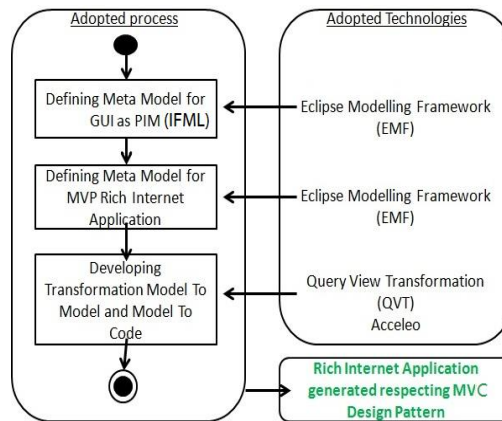 Adopted process
Defining Meta Model for
GUI as PIM (IFML)
Defining Meta Model for
MVP Rich Internet
Application
Developing
Transformation Model To
Model and Model To
Code
Adopted Technologies
Eclipse Modelling Framework
(EMF)
Eclipse Modelling Framework
(EMF)
Query View Transformation
(QVT)
Acceleo
Rich Internet Application
generated respecting MVC
Design Pattern